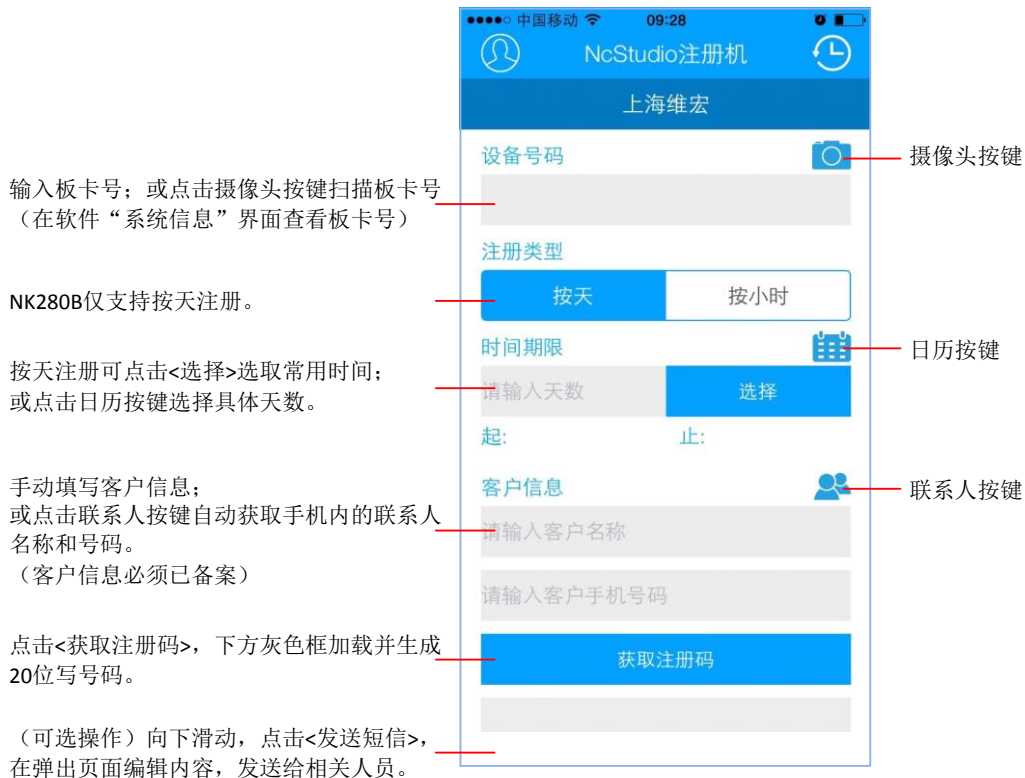 中国移动
09:28
NcStudio注册机
上海维宏
设备号码
摄像头按键
输入板卡号；或点击摄像头按键扫描板卡号
（在软件“系统信息”界面查看板卡号）
注册类型
按天
按小时
NK280B仅支持按天注册。
时间期限
日历按键
按天注册可点击<选择>选取常用时间；
或点击日历按键选择具体天数。
请输入天数
选择
起:
止:
客户信息
联系人按键
手动填写客户信息；
或点击联系人按键自动获取手机内的联系人
名称和号码。
（客户信息必须已备案）
请输入客户名称
请输入客户手机号码
点击<获取注册码>，下方灰色框加载并生成
20位写号码。
获取注册码
（可选操作）向下滑动，点击<发送短信>，
在弹出页面编辑内容，发送给相关人员。